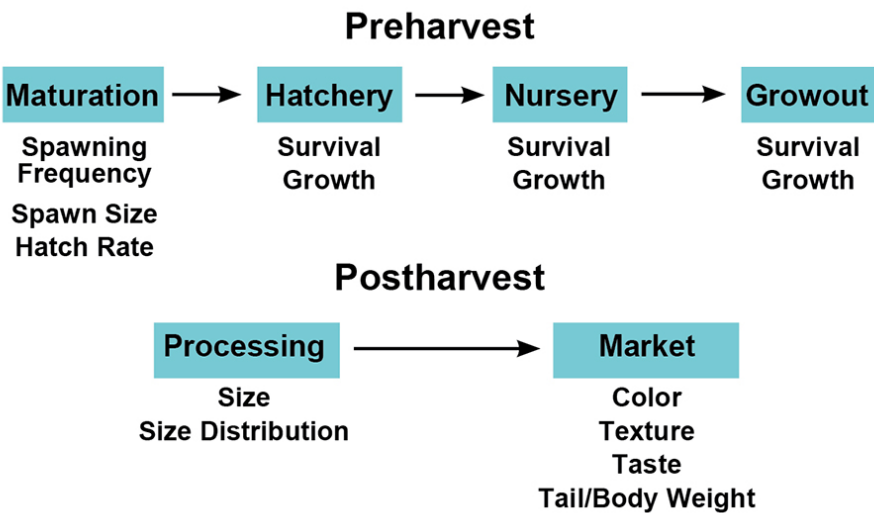 Preharvest
Maturation
Hatchery
Nursery
Growout
Spawning
Frequency
Spawn Size
Hatch Rate
Survival
Growth
Survival
Growth
Survival
Growth
Postharvest
Processing
Market
Size
Size Distribution
Color
Texture
Taste
Tail/Body Weight